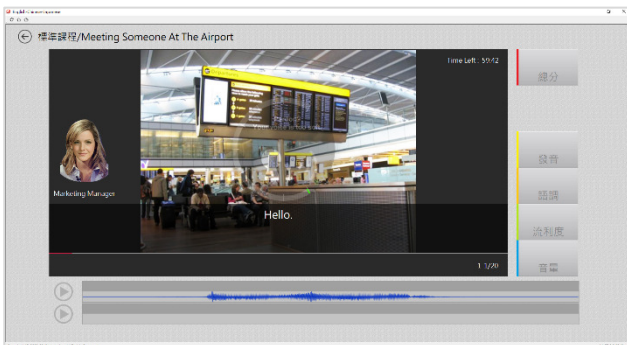 標準課程/Meeting Someone At The Airport
Time Left : 59:42
總分
發音
Marketing Manager
語調
Hello.
流利度
1 1/20
音量